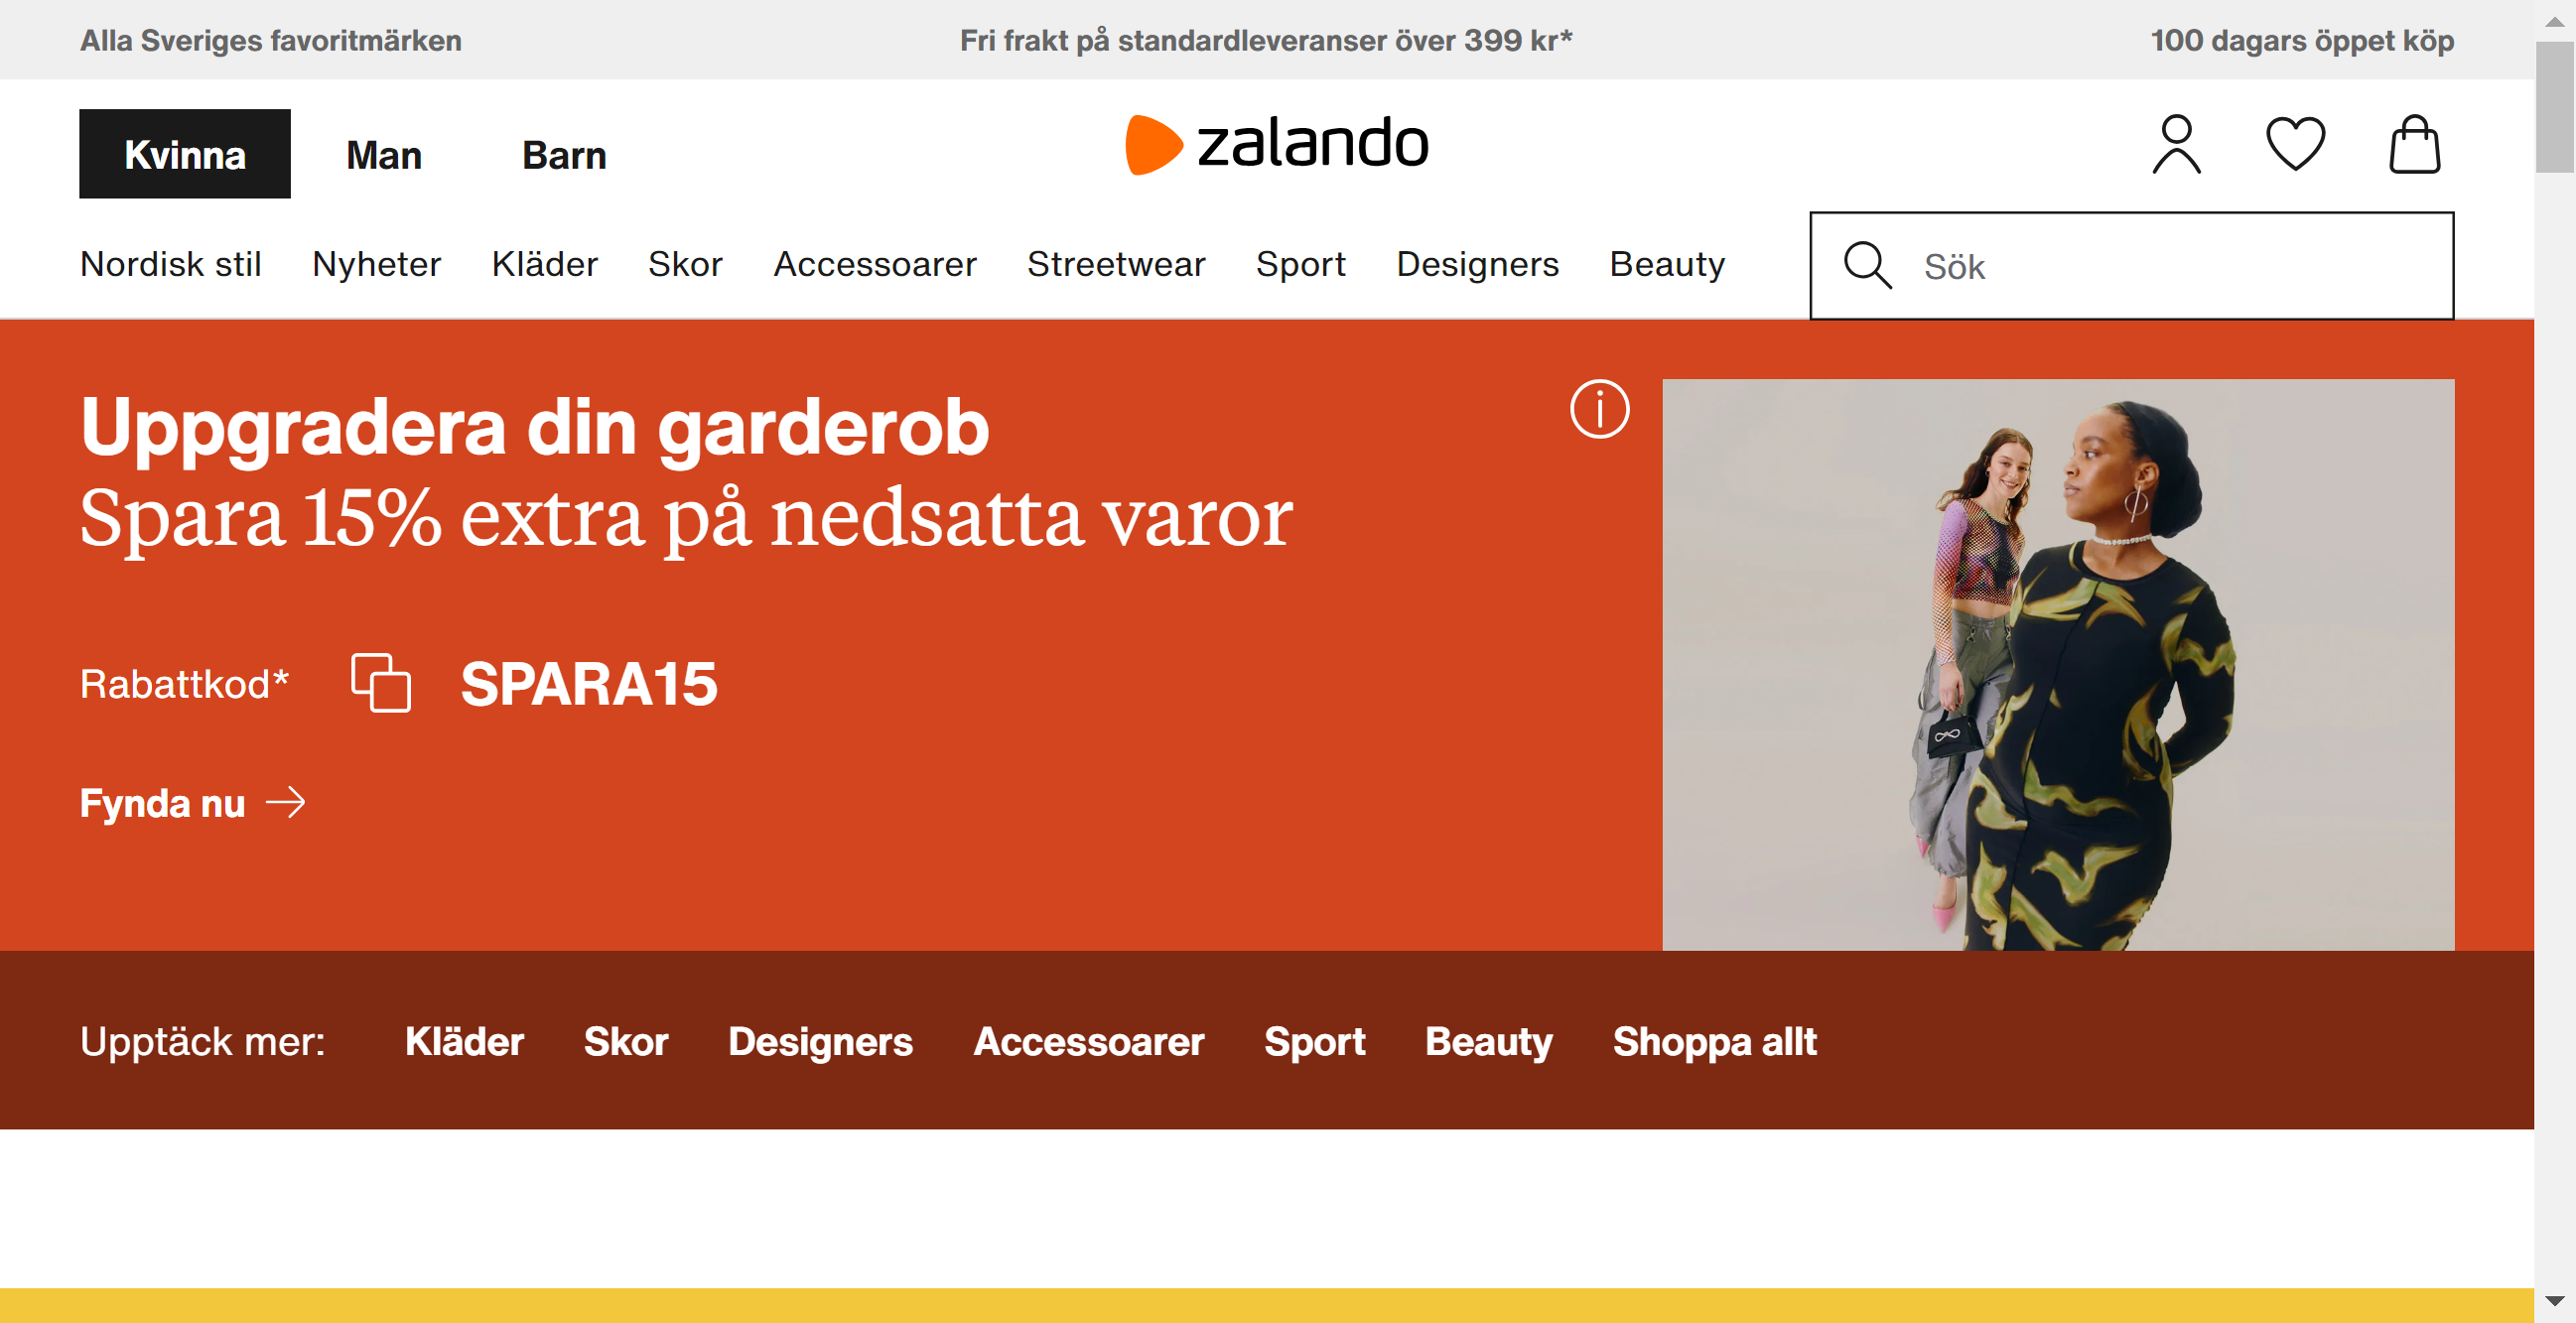 Alla Sveriges favoritmärken
Fri frakt på standardleveranser över 399 kr*
100 dagars öppet köp
Kvinna Man Barn
zalando
Nordisk stil Nyheter Kläder Skor Accessoarer Streetwear Sport Designers Beauty
Sök
Uppgradera din garderob
Spara 15% extra på nedsatta varor
Rabattkod* SPARA15
Fynda nu
Upptäck mer: Kläder Skor Designers Accessoarer Sport Beauty Shoppa allt